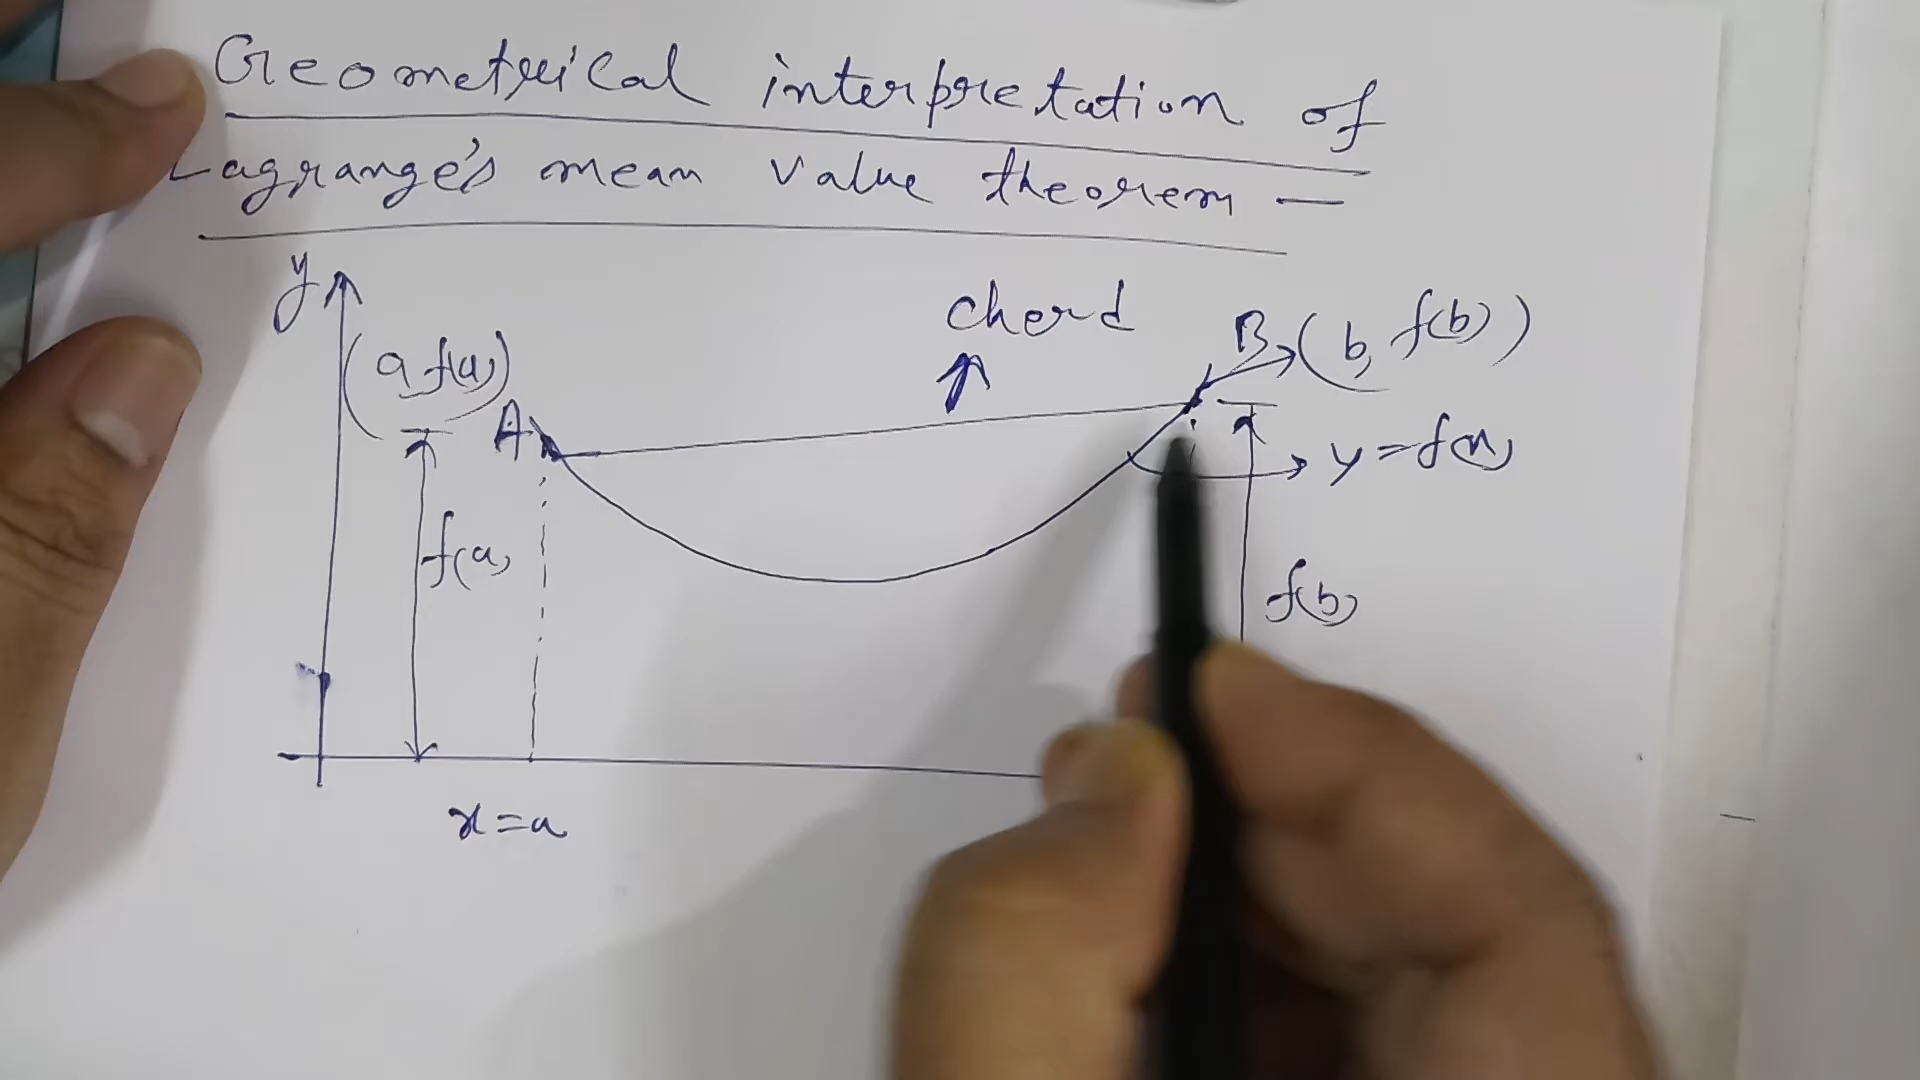 Geometrical interpretation of
Lagrange's mean value theorem —
y
chord
B (b, f(b))
(a f(a))
A
y = f(x)
f(a)
f(b)
x = a